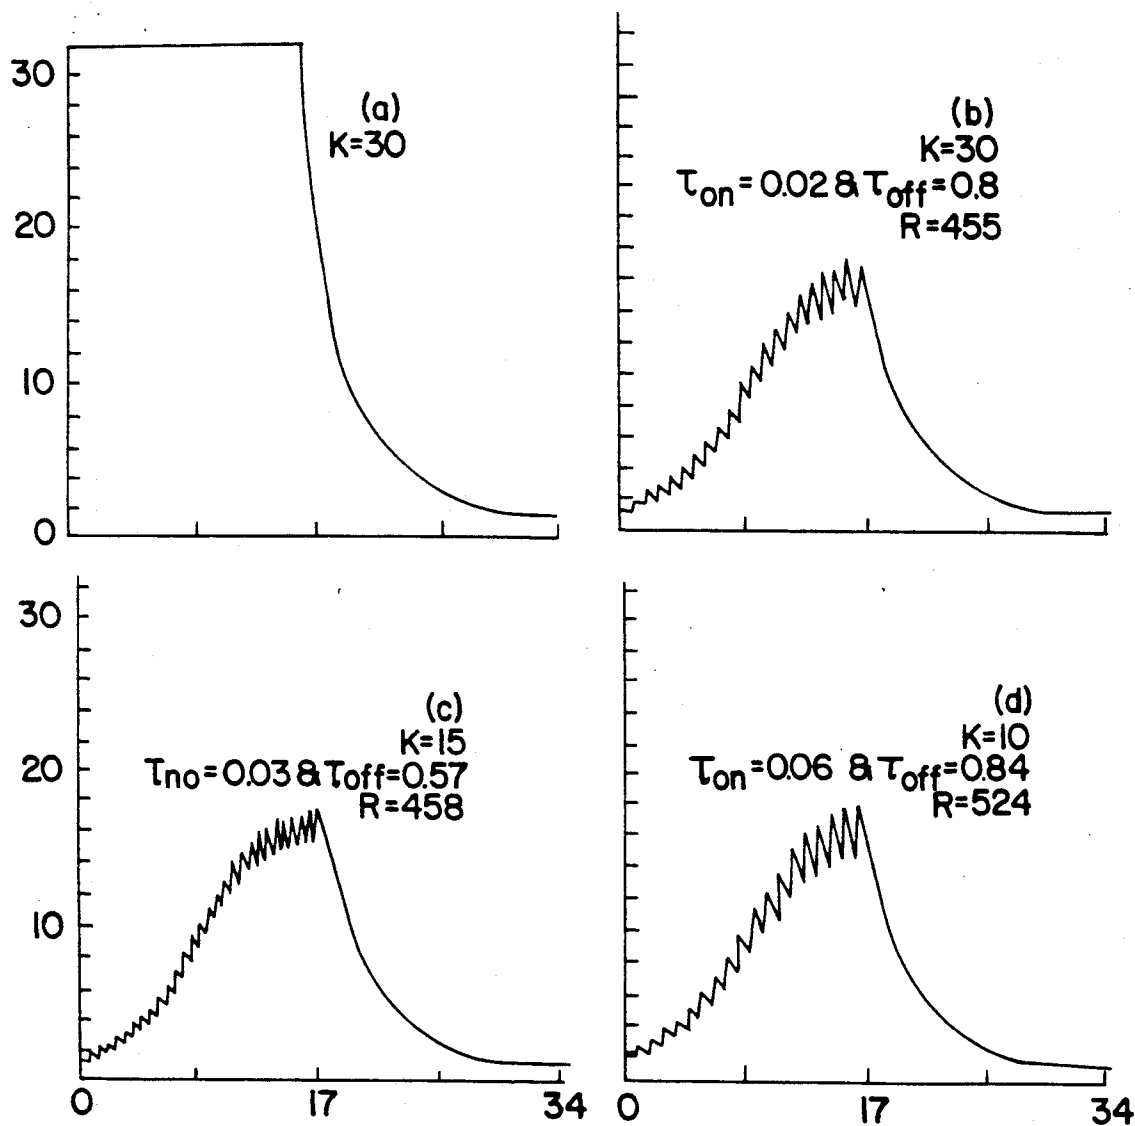 30
20
10
0
(a)
K=30
(b)
K=30
τon=0.02 & τoff=0.8
R=455
30
20
10
0
17
34
(c)
K=15
τno=0.03 & τoff=0.57
R=458
(d)
K=10
τon=0.06 & τoff=0.84
R=524
0
17
34